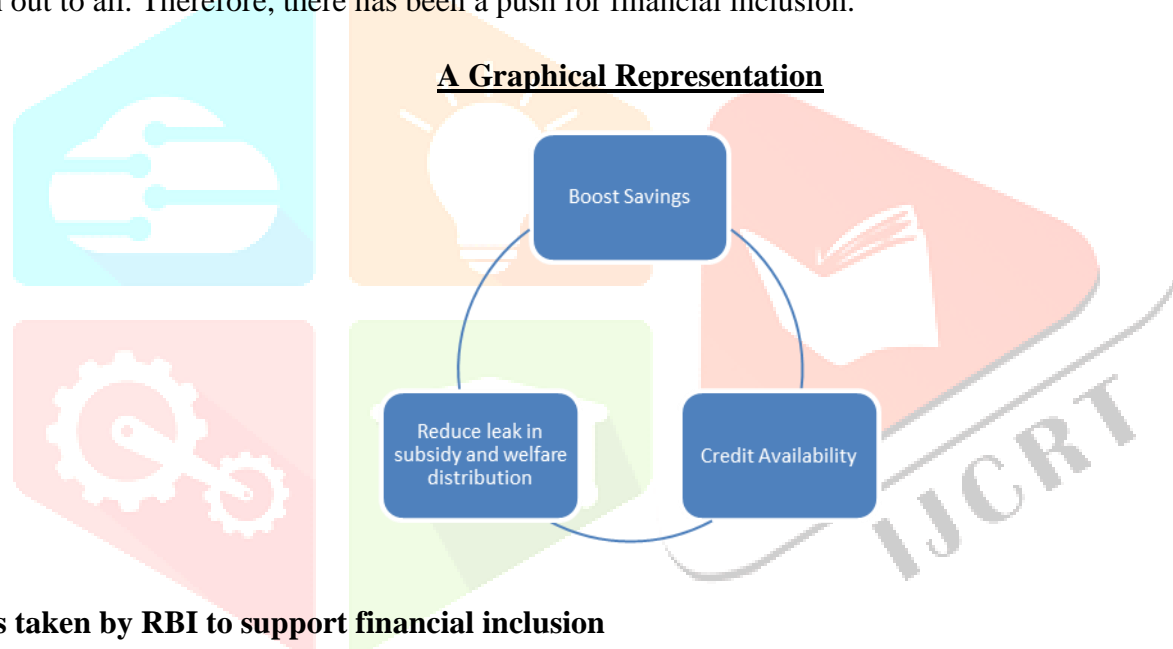 out to all. Therefore, there has been a push for financial inclusion.
A Graphical Representation
Boost Savings
Reduce leak in
subsidy and welfare
distribution
Credit Availability
IJCRT
taken by RBI to support financial inclusion